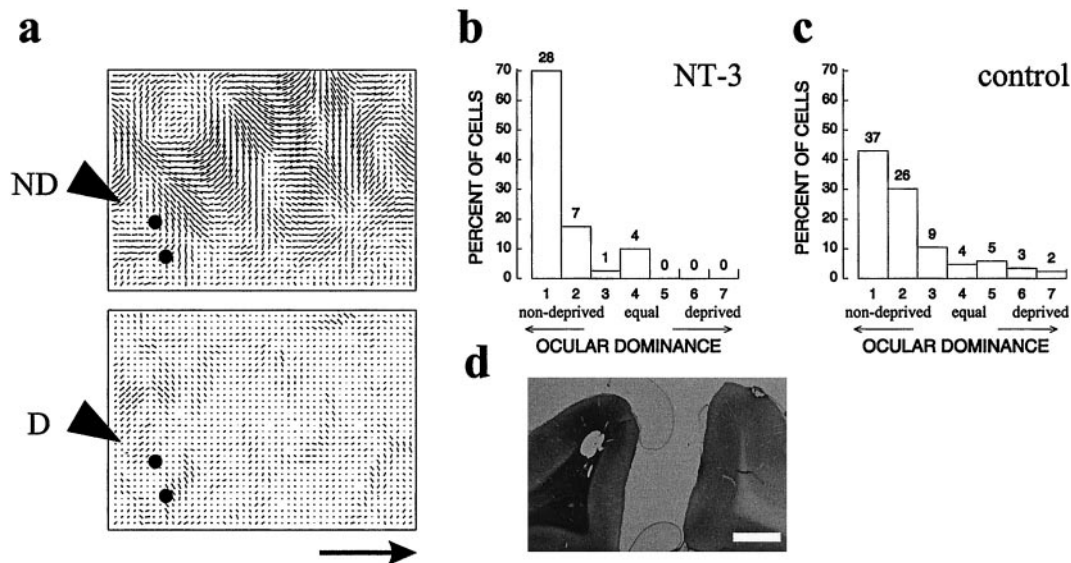 a
ND
D
b
NT-3
PERCENT OF CELLS
70
60
50
40
30
20
10
0
28
7
1
4
0
0
0
1 2 3 4 5 6 7
non-deprived equal deprived
OCULAR DOMINANCE
c
control
PERCENT OF CELLS
70
60
50
40
30
20
10
0
37
26
9
4
5
3
2
1 2 3 4 5 6 7
non-deprived equal deprived
OCULAR DOMINANCE
d